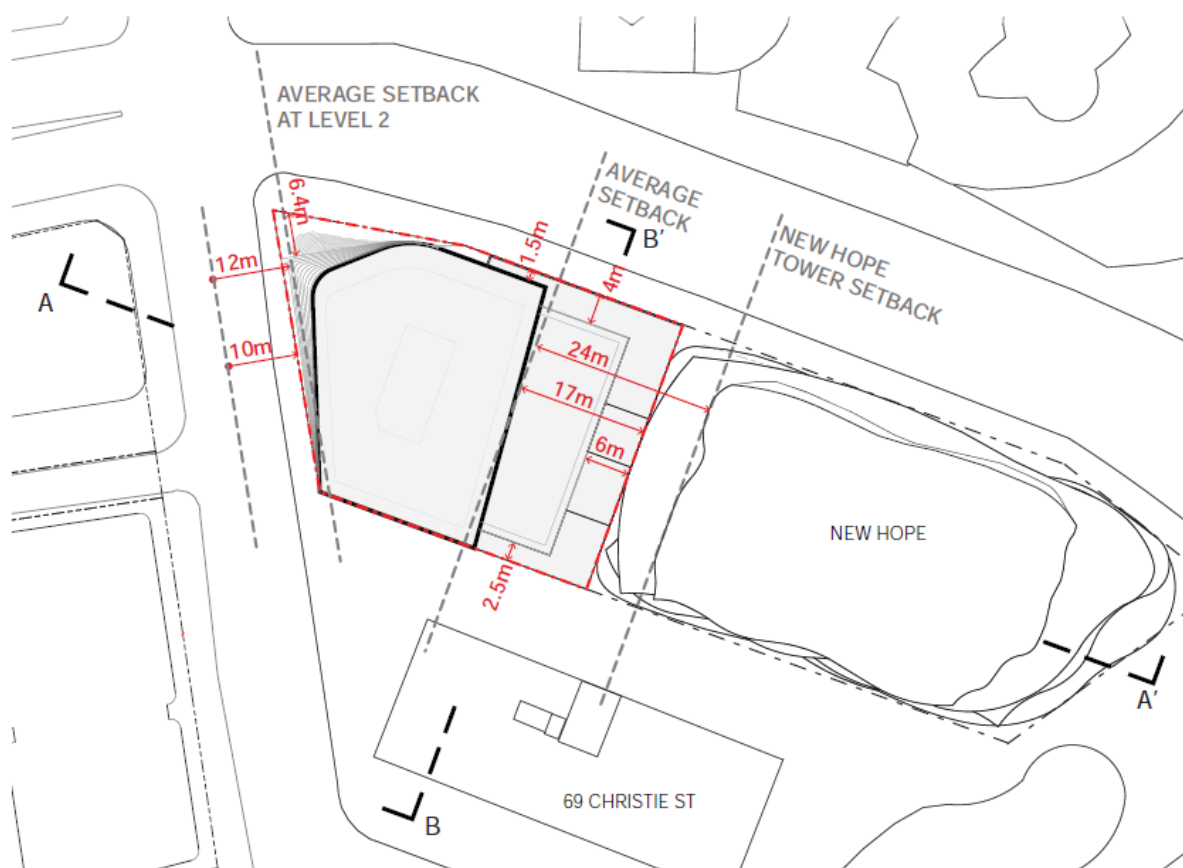 AVERAGE SETBACK
AT LEVEL 2
6.4m
AVERAGE
SETBACK
B'
1.5m
4m
NEW HOPE
TOWER SETBACK
12m
A
10m
24m
17m
6m
NEW HOPE
2.5m
A'
69 CHRISTIE ST
B